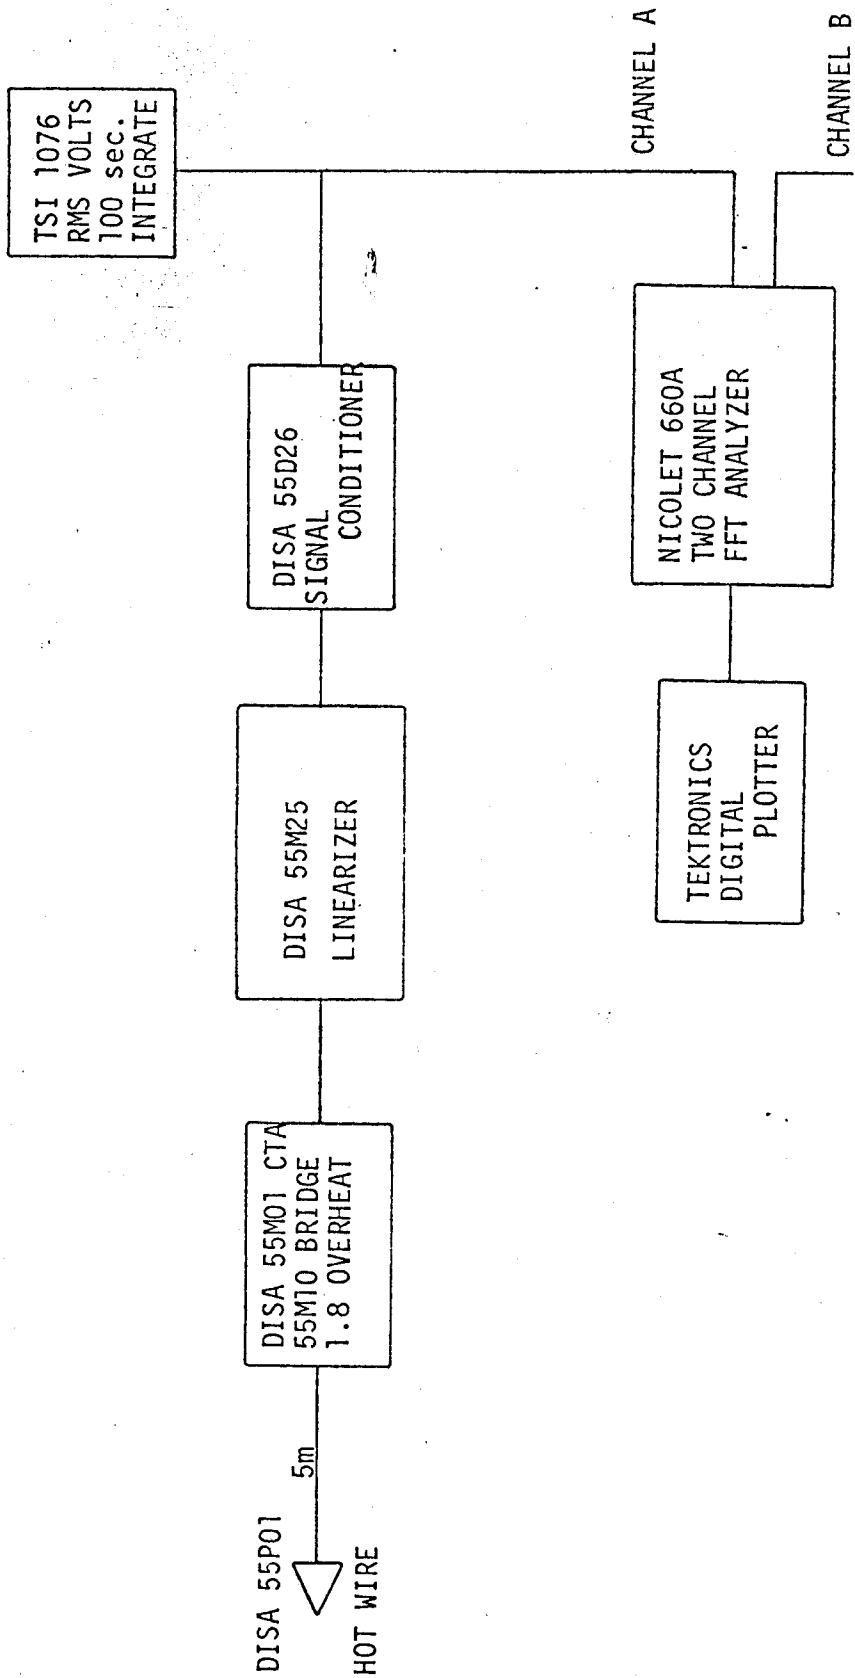 DISA 55P01
HOT WIRE
5m
DISA 55M01 CTA
55M10 BRIDGE
1.8 OVERHEAT
DISA 55M25
LINEARIZER
DISA 55D26
SIGNAL
CONDITIONER
TSI 1076
RMS VOLTS
100 sec.
INTEGRATE
TEKTRONICS
DIGITAL
PLOTTER
NICOLET 660A
TWO CHANNEL
FFT ANALYZER
CHANNEL A
CHANNEL B